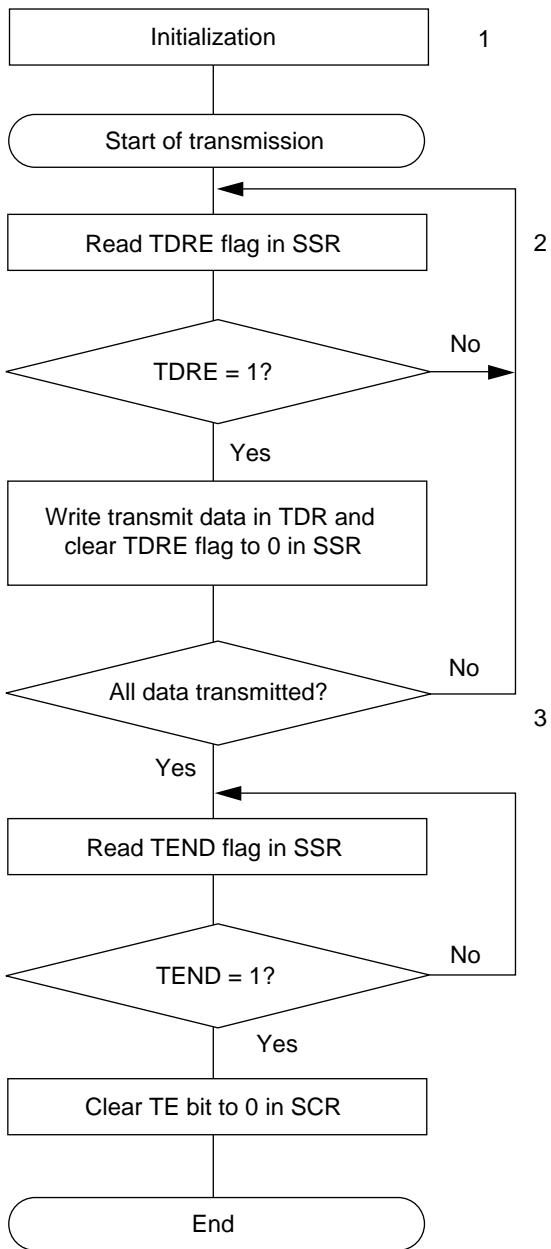 Initialization
1
Start of transmission
Read TDRE flag in SSR
2
TDRE = 1?
No
Yes
Write transmit data in TDR and
clear TDRE flag to 0 in SSR
All data transmitted?
No
3
Yes
Read TEND flag in SSR
TEND = 1?
No
Yes
Clear TE bit to 0 in SCR
End